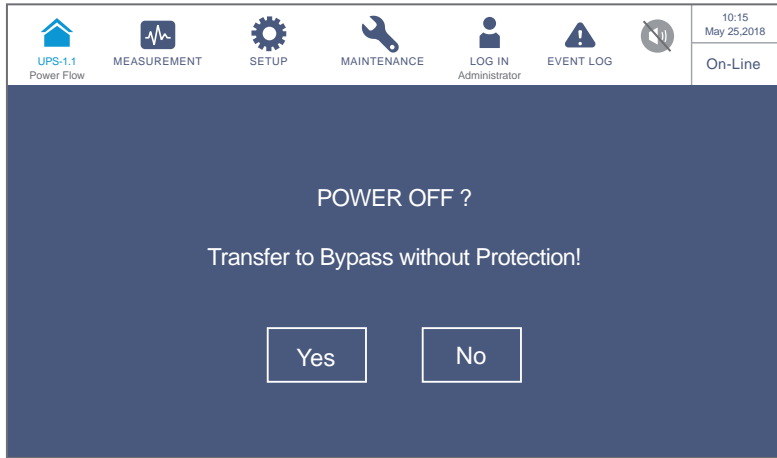 UPS-1.1
Power Flow
MEASUREMENT
SETUP
MAINTENANCE
LOG IN
Administrator
EVENT LOG
10:15
May 25,2018
On-Line
POWER OFF ?
Transfer to Bypass without Protection!
Yes
No